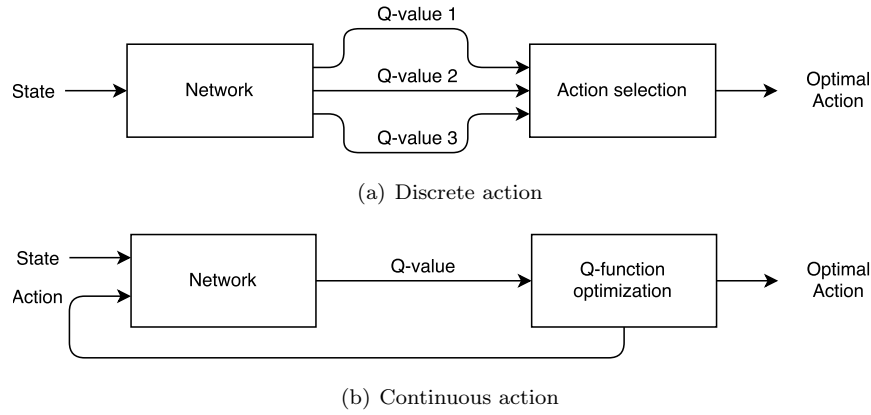 Q-value 1
State
Network
Q-value 2
Action selection
Optimal
Action
Q-value 3
(a) Discrete action
State
Action
Network
Q-value
Q-function
optimization
Optimal
Action
(b) Continuous action